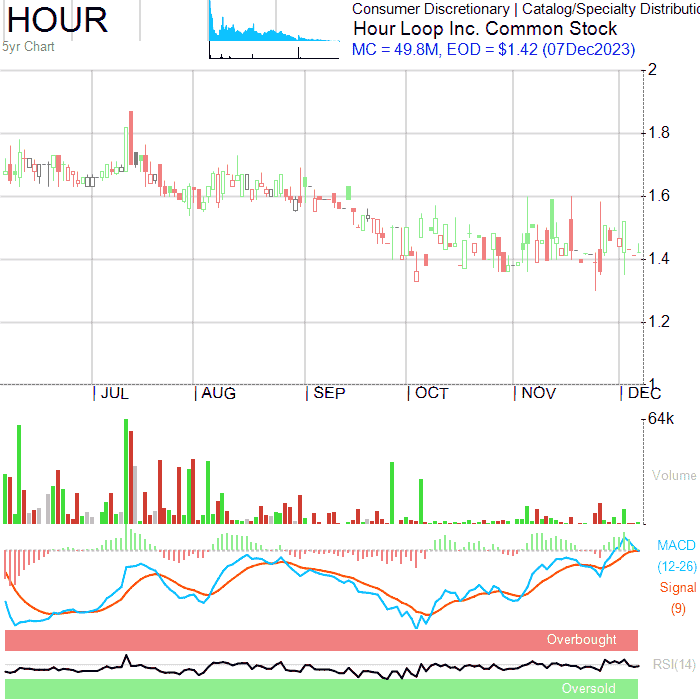 HOUR
5yr Chart
Consumer Discretionary | Catalog/Specialty Distributio
Hour Loop Inc. Common Stock
MC = 49.8M, EOD = $1.42 (07Dec2023)
2
1.8
1.6
1.4
1.2
1
JUL AUG SEP OCT NOV DEC
64k
Volume
MACD
(12-26)
Signal
(9)
Overbought
RSI(14)
Oversold